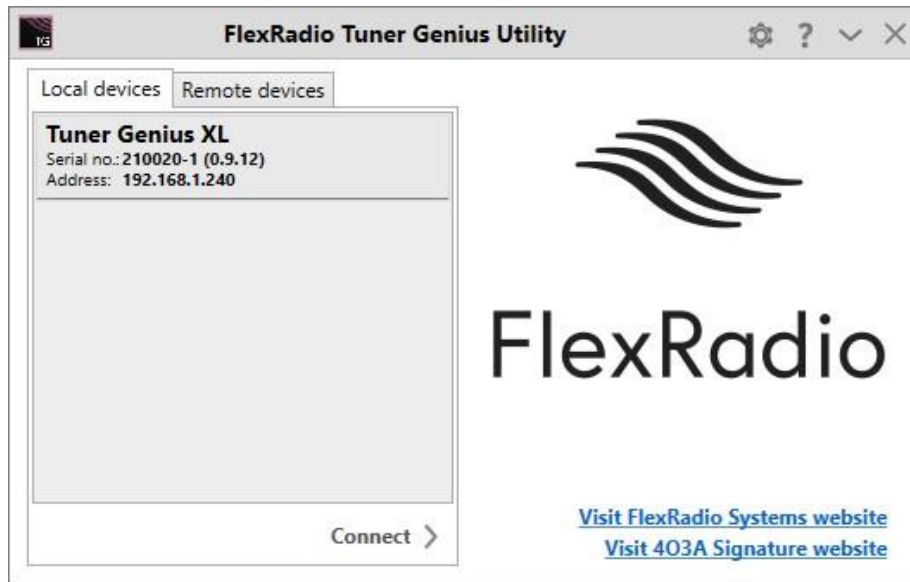 TGS
FlexRadio Tuner Genius Utility
?
Local devices
Remote devices
Tuner Genius XL
Serial no.: 210020-1 (0.9.12)
Address: 192.168.1.240
Connect
FlexRadio
Visit FlexRadio Systems website
Visit 4O3A Signature website